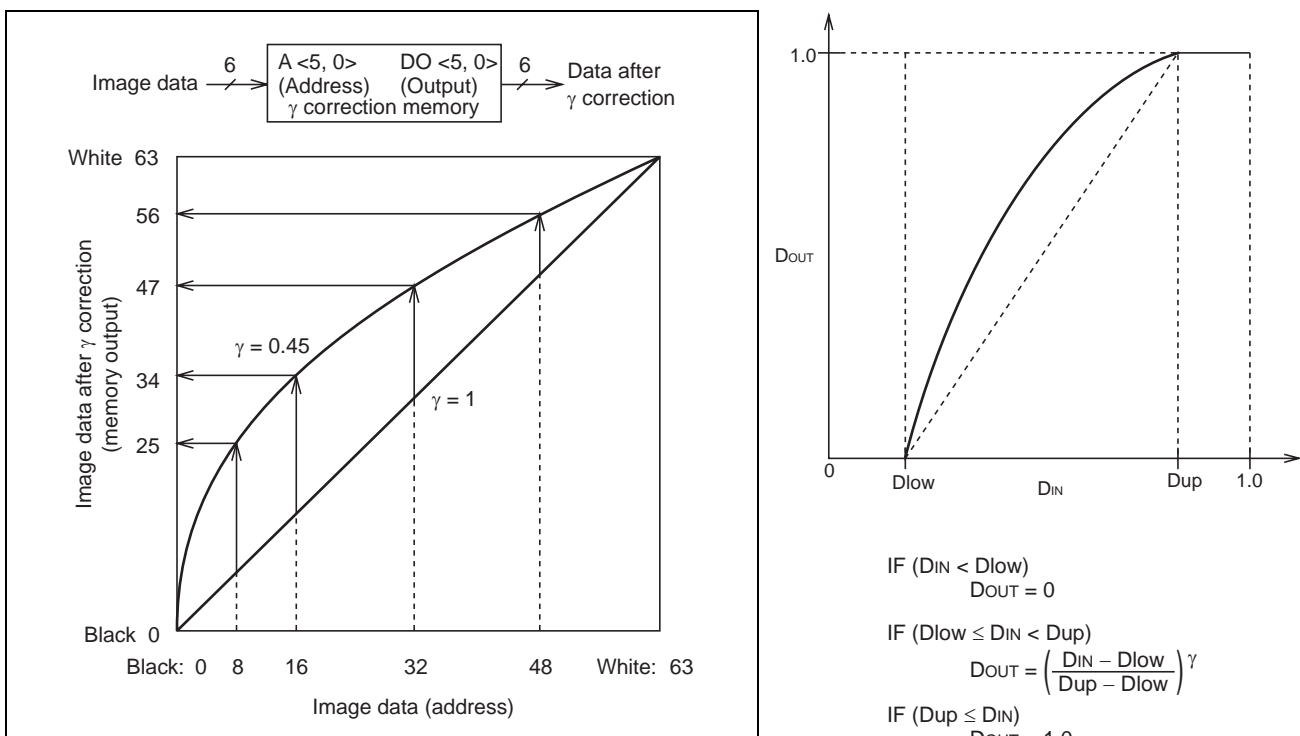 6
A <5, 0> DO <5, 0>
6
Image data
(Address) (Output)
Data after
γ correction
γ correction memory
White 63
56
47
34
25
Black 0
Image data after γ correction
(memory output)
γ = 0.45
γ = 1
Black: 0 8 16 32 48 White: 63
Image data (address)
1.0
DOUT
0
Dlow
DIN
Dup
1.0
IF (DIN < Dlow)
DOUT = 0
IF (Dlow ≤ DIN < Dup)
DOUT = (DIN – Dlow / Dup – Dlow) γ
IF (Dup ≤ DIN)
DOUT = 1.0